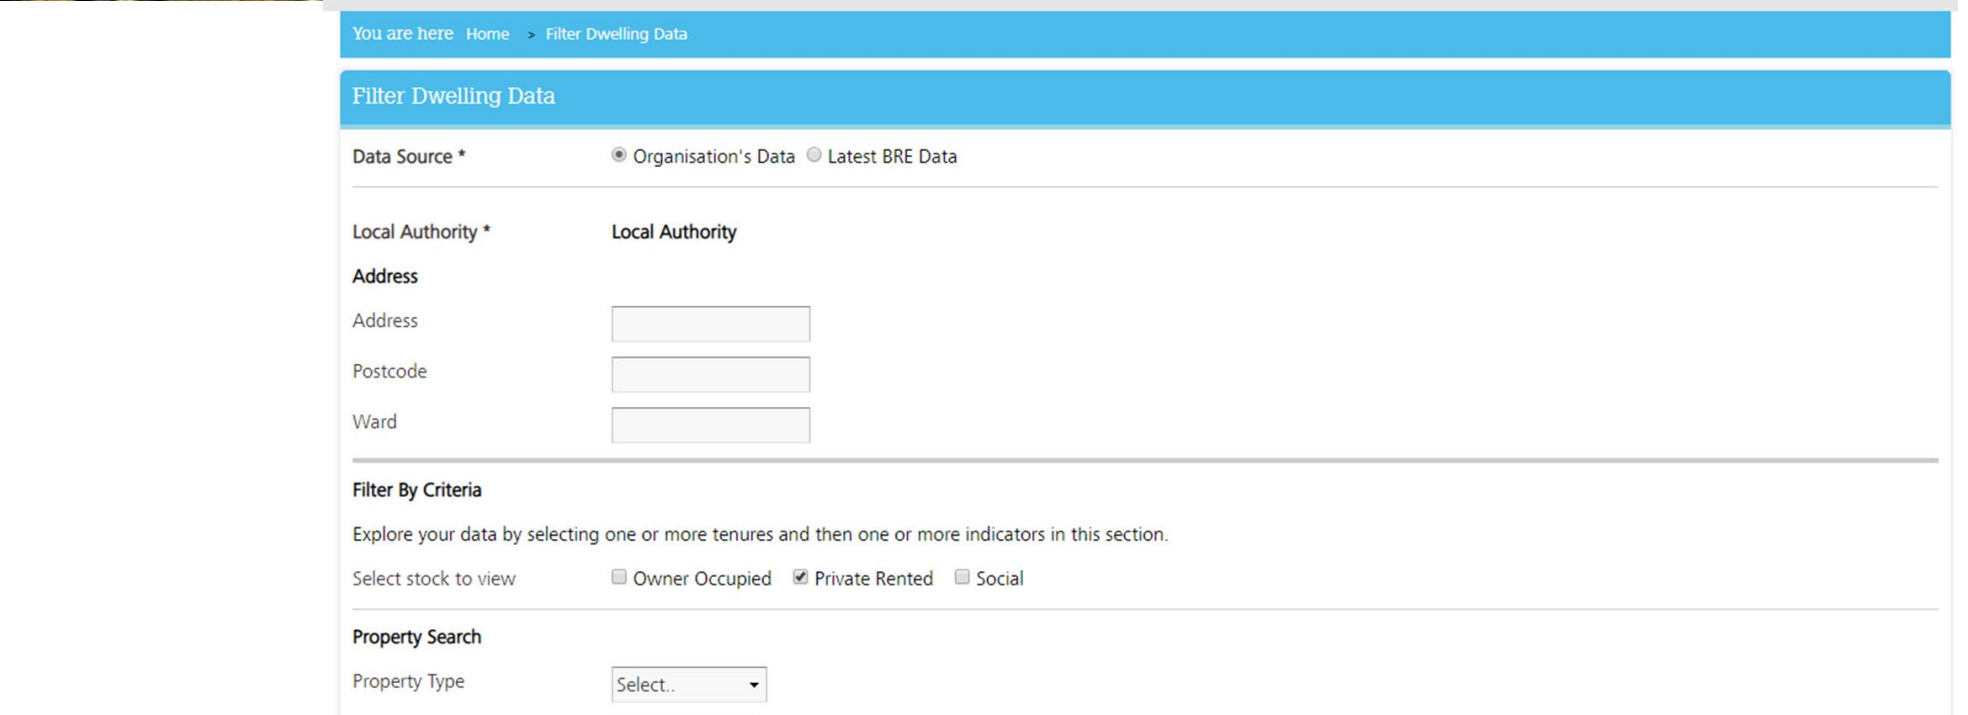 You are here Home > Filter Dwelling Data
Filter Dwelling Data
Data Source * Organisation's Data Latest BRE Data
Local Authority * Local Authority
Address
Address
Postcode
Ward
Filter By Criteria
Explore your data by selecting one or more tenures and then one or more indicators in this section.
Select stock to view Owner Occupied Private Rented Social
Property Search
Property Type Select..